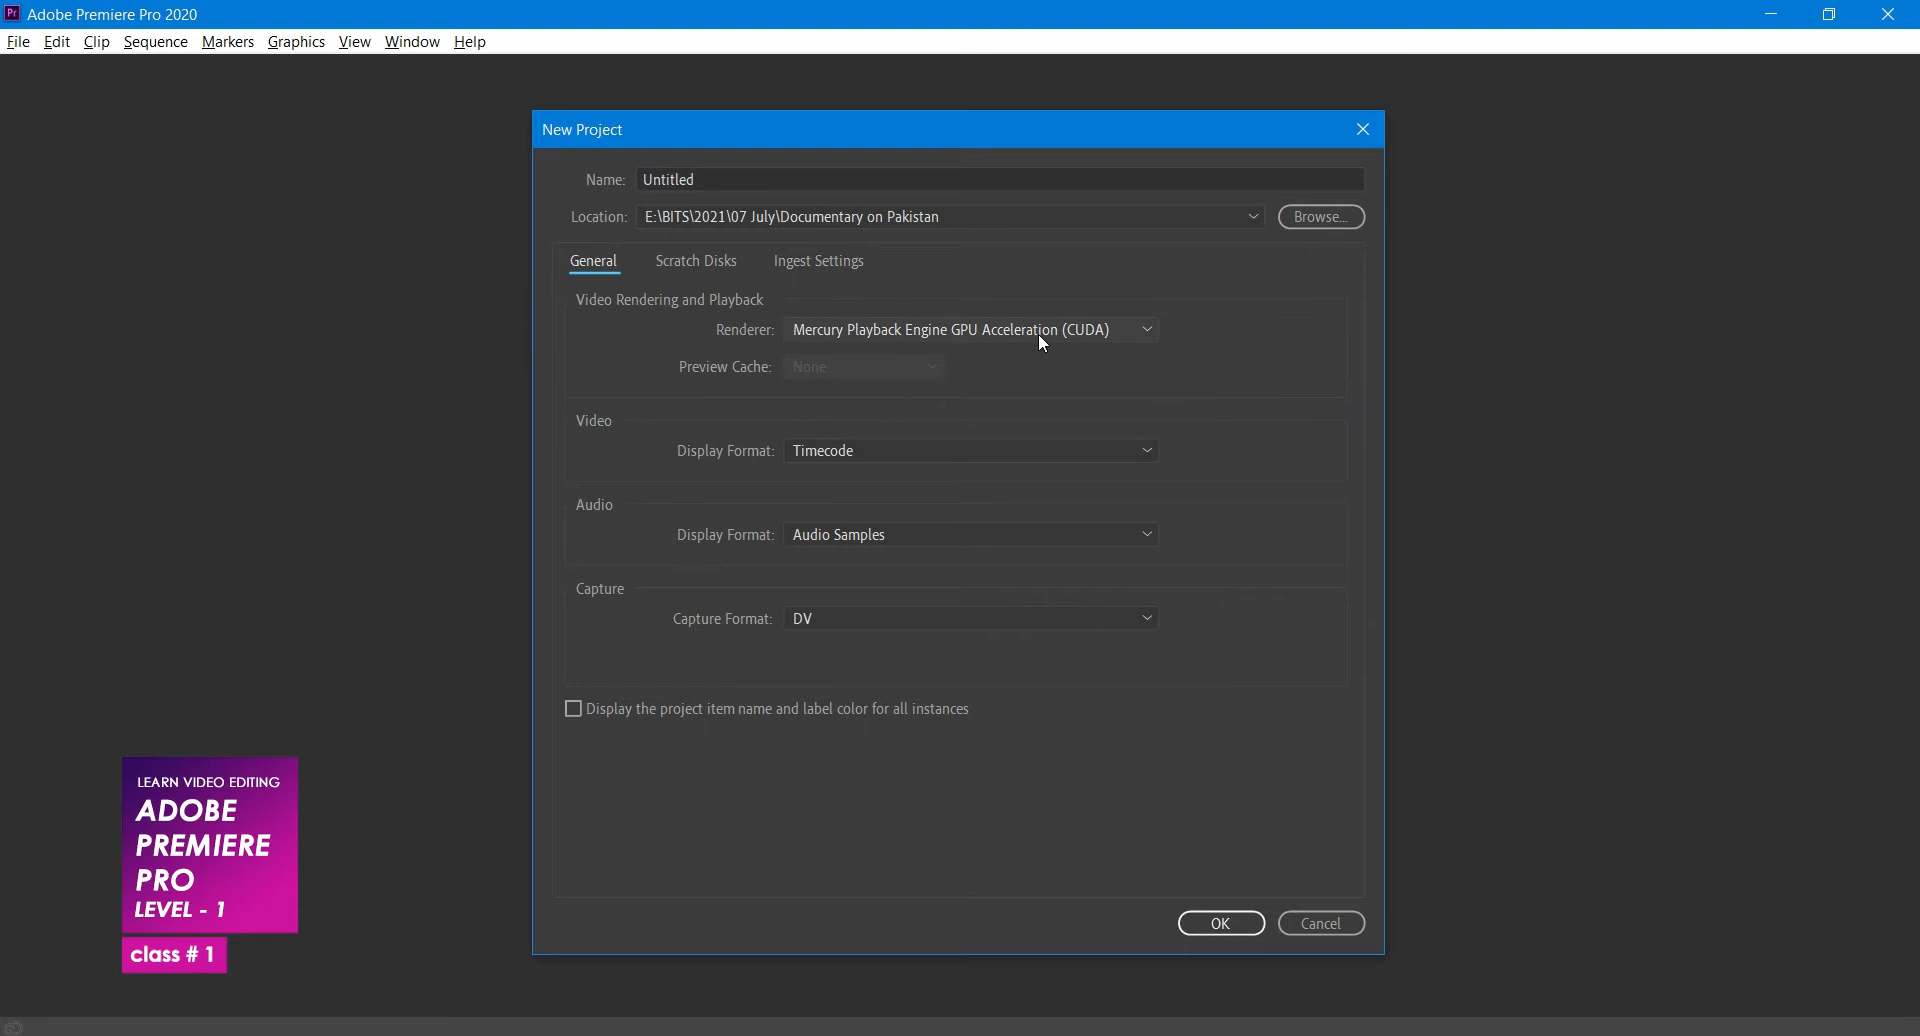 Pr Adobe Premiere Pro 2020
File Edit Clip Sequence Markers Graphics View Window Help
New Project
Name: Untitled
Location: E:\BITS\2021\07 July\Documentary on Pakistan Browse...
General Scratch Disks Ingest Settings
Video Rendering and Playback
Renderer: Mercury Playback Engine GPU Acceleration (CUDA)
Preview Cache: None
Video
Display Format: Timecode
Audio
Display Format: Audio Samples
Capture
Capture Format: DV
Display the project item name and label color for all instances
OK Cancel
LEARN VIDEO EDITING
ADOBE
PREMIERE
PRO
LEVEL - 1
class # 1